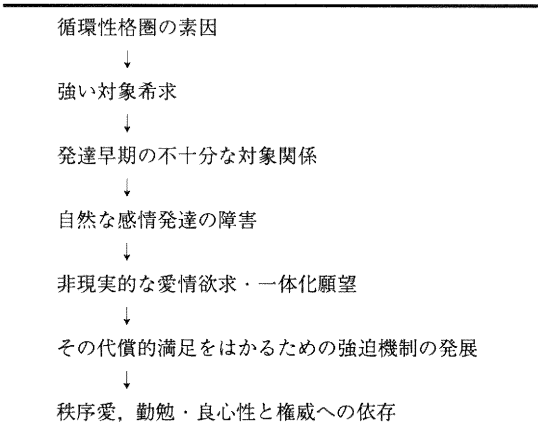 循環性格圏の素因
↓
強い対象希求
↓
発達早期の不十分な対象関係
↓
自然な感情発達の障害
↓
非現実的な愛情欲求・一体化願望
↓
その代償的満足をはかるための強迫機制の発展
↓
秩序愛，勤勉・良心性と権威への依存